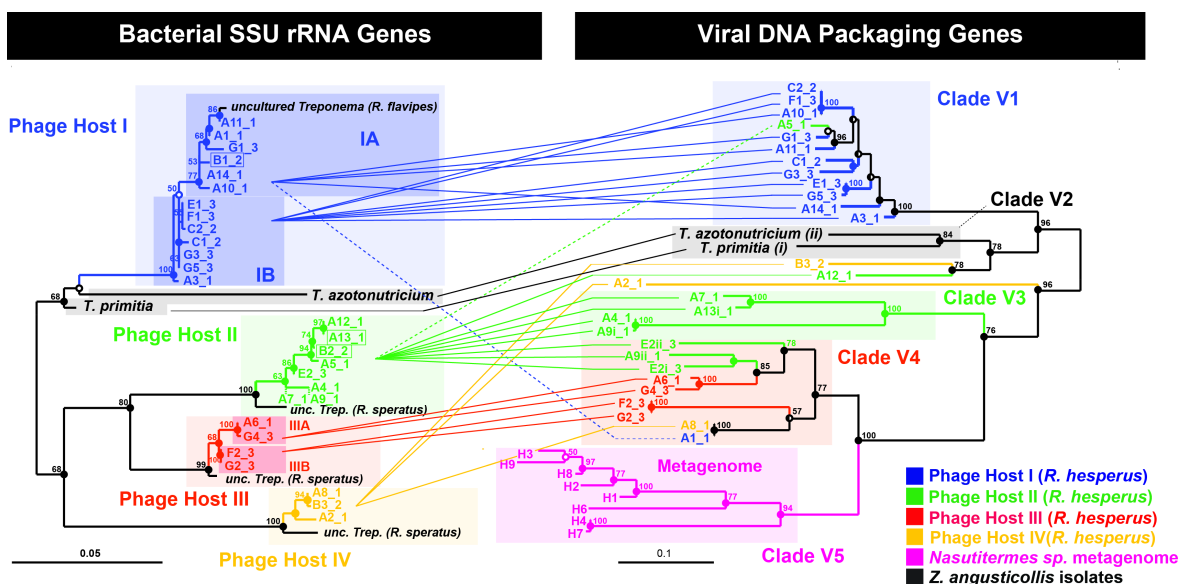 Bacterial SSU rRNA Genes
Viral DNA Packaging Genes
Phage Host I
86
uncultured Treponema (R. flavipes)
A11_1
A1_1
68
G1_3
IA
B1_2
53
A14_1
77
A10_1
50
E1_3
53
F1_3
C2_2
C1_2
G3_3
63
G5_3
IB
100
A3_1
T. azotonutricium
68
T. primitia
Phage Host II
97
A12_1
74
A13_1
94
B2_2
A5_1
86
E2_3
63
A4_1
A7_1
A9_1
100
unc. Trep. (R. speratus)
80
100
A6_1
IIIA
G4_3
68
F2_3
100
G2_3
IIIB
99
unc. Trep. (R. speratus)
68
Phage Host III
94
A8_1
B3_2
A2_1
100
unc. Trep. (R. speratus)
Phage Host IV
0.05
C2_2
F1_3
100
A10_1
Clade V1
A5_1
G1_3
96
A11_1
C1_2
G3_3
E1_3
100
G5_3
A14_1
100
A3_1
Clade V2
T. azotonutricium (ii)
84
96
T. primitia (i)
78
B3_2
78
A12_1
A2_1
96
Clade V3
A7_1
100
A13i_1
A4_1
100
100
A9i_1
76
E2ii_3
78
A9ii_1
Clade V4
E2i_3
85
A6_1
100
G4_3
77
F2_3
100
G2_3
57
A8_1
100
A1_1
100
H3
50
H9
Metagenome
97
H8
77
H2
100
H1
77
H6
94
H4
100
H7
Clade V5
0.1
Phage Host I (R. hesperus)
Phage Host II (R. hesperus)
Phage Host III (R. hesperus)
Phage Host IV(R. hesperus)
Nasutitermes sp. metagenome
Z. angusticollis isolates